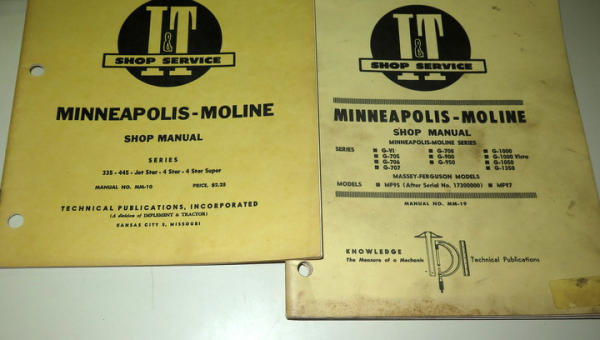 I&T
SHOP SERVICE
MINNEAPOLIS-MOLINE
SHOP MANUAL
SERIES
335 - 445 - Jet Star - 4 Star - 4 Star Super
MANUAL NO. MM-10 PRICE, $2.25
TECHNICAL PUBLICATIONS, INCORPORATED
(A division of IMPLEMENT & TRACTOR)
KANSAS CITY 5, MISSOURI
I&T
SHOP SERVICE
MINNEAPOLIS-MOLINE
SHOP MANUAL
MINNEAPOLIS-MOLINE SERIES
SERIES ■ G-VI ■ G-708 ■ G-1000
■ G-705 ■ G-900 ■ G-1000 Vista
■ G-706 ■ G-950 ■ G-1050
■ G-707 ■ G-1350
MASSEY-FERGUSON MODELS
MODELS ■ MF95 (After Serial No. 17300000) ■ MF97
MANUAL NO. MM-19
KNOWLEDGE
The Measure of a Mechanic
TPI
Technical Publications